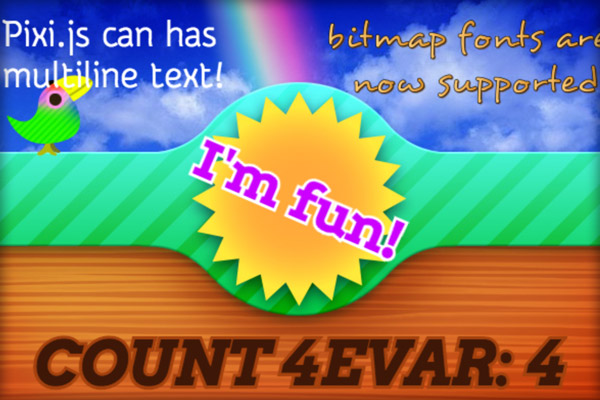 Pixi.js can has
multiline text!
bitmap fonts are
now supported
I'm fun!
COUNT 4EVAR: 4